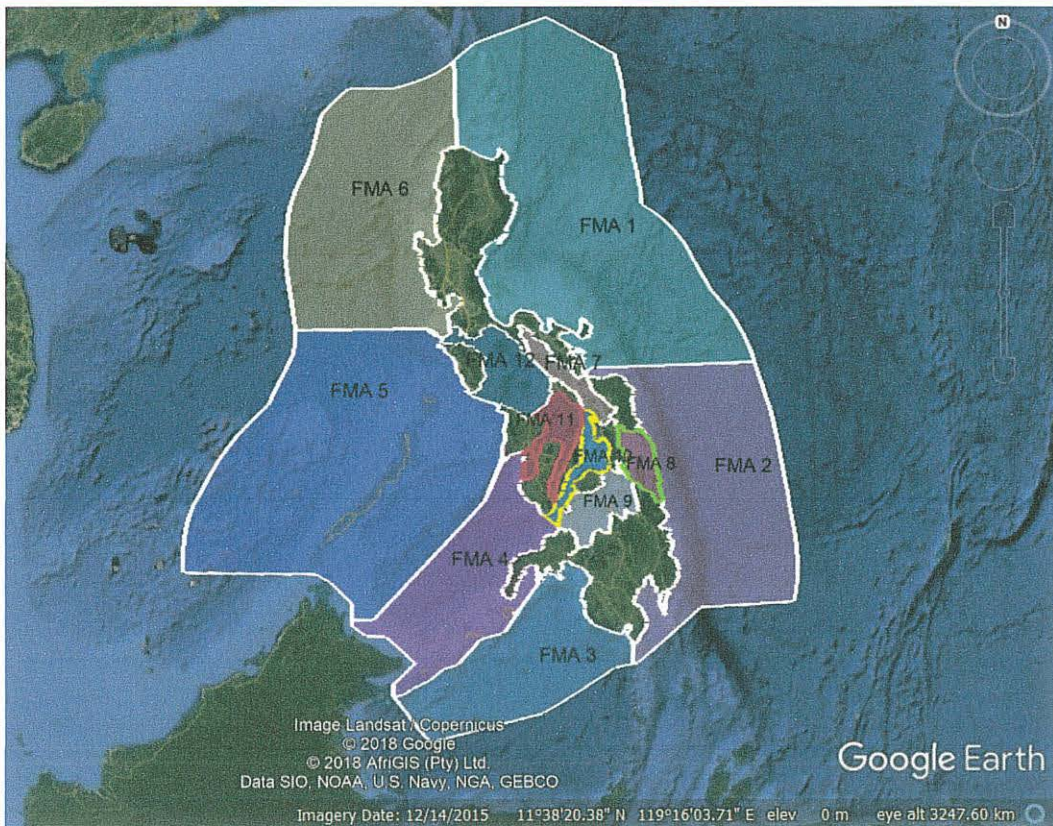 N
FMA 6
FMA 1
FMA 12
FMA 7
FMA 5
FMA 11
FMA 10
FMA 8
FMA 2
FMA 9
FMA 4
FMA 3
Image Landsat / Copernicus
© 2018 Google
© 2018 AfriGIS (Pty) Ltd.
Data SIO, NOAA, U.S. Navy, NGA, GEBCO
Google Earth
Imagery Date: 12/14/2015 11°38'20.38" N 119°16'03.71" E elev 0 m eye alt 3247.60 km